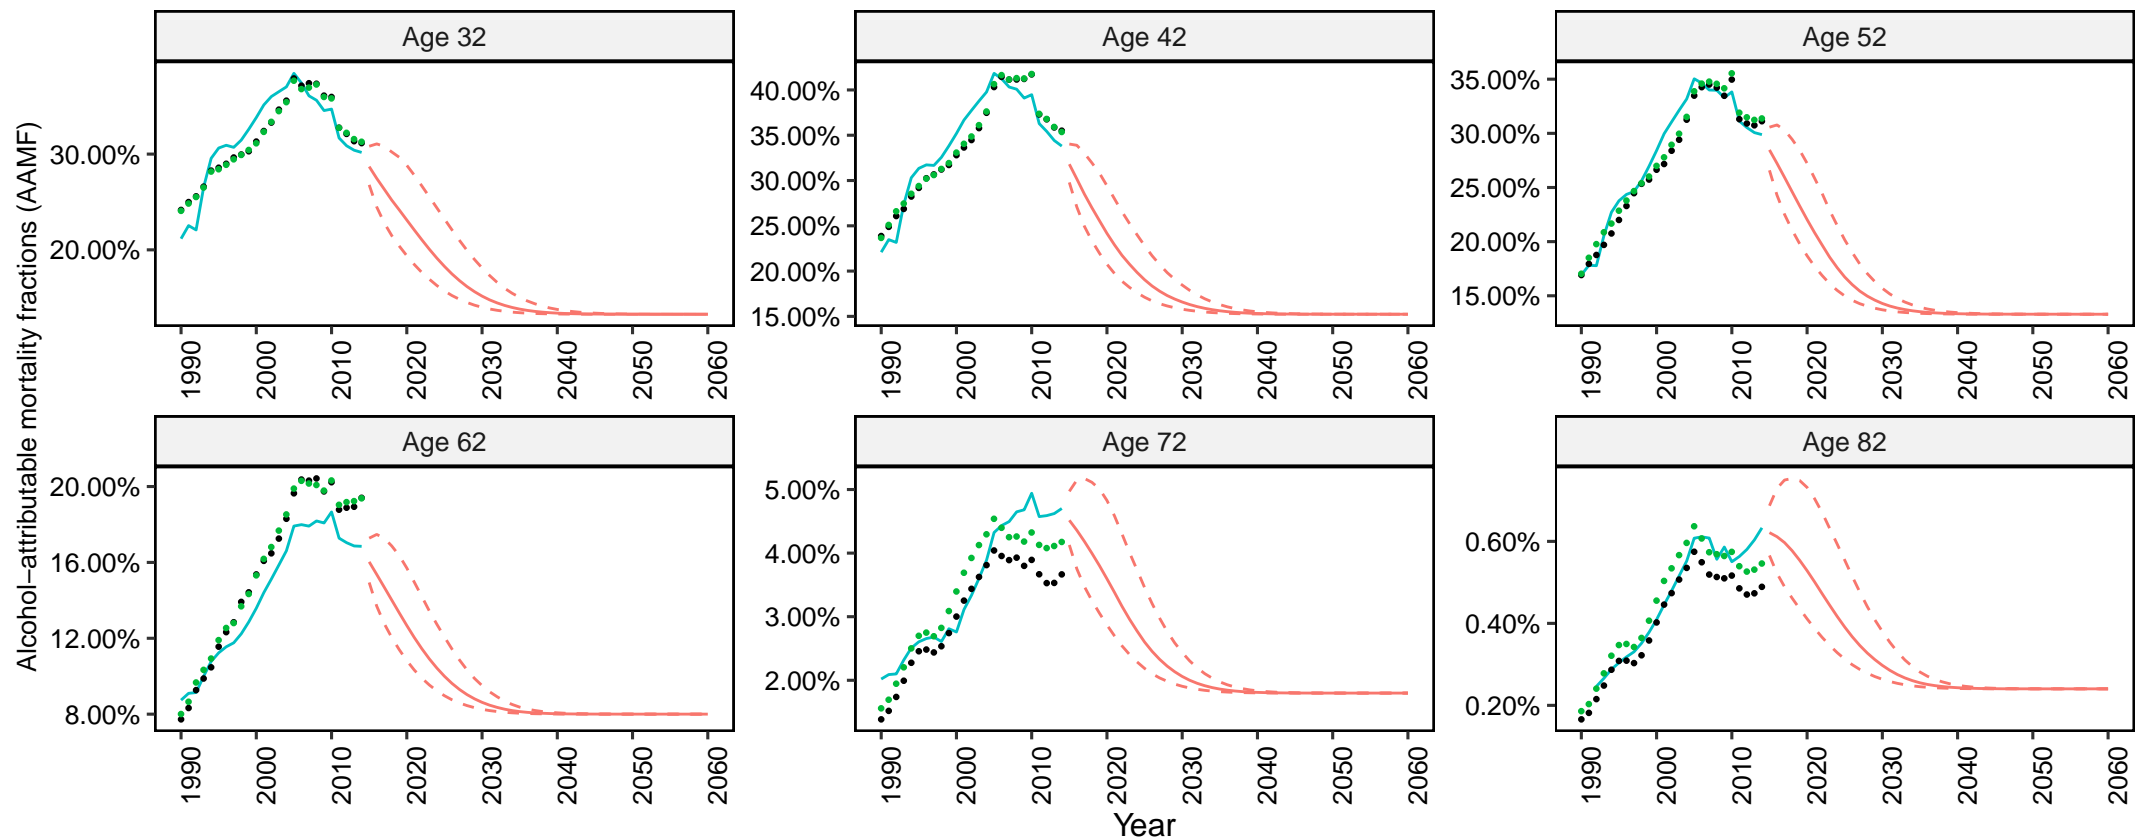 Age 32
Age 42
Age 52
30.00%
20.00%
40.00%
35.00%
30.00%
25.00%
20.00%
15.00%
35.00%
30.00%
25.00%
20.00%
15.00%
1990 2000 2010 2020 2030 2040 2050 2060
1990 2000 2010 2020 2030 2040 2050 2060
1990 2000 2010 2020 2030 2040 2050 2060
Alcohol−attributable mortality fractions (AAMF)
Age 62
Age 72
Age 82
20.00%
16.00%
12.00%
8.00%
5.00%
4.00%
3.00%
2.00%
0.60%
0.40%
0.20%
1990 2000 2010 2020 2030 2040 2050 2060
1990 2000 2010 2020 2030 2040 2050 2060
1990 2000 2010 2020 2030 2040 2050 2060
Year